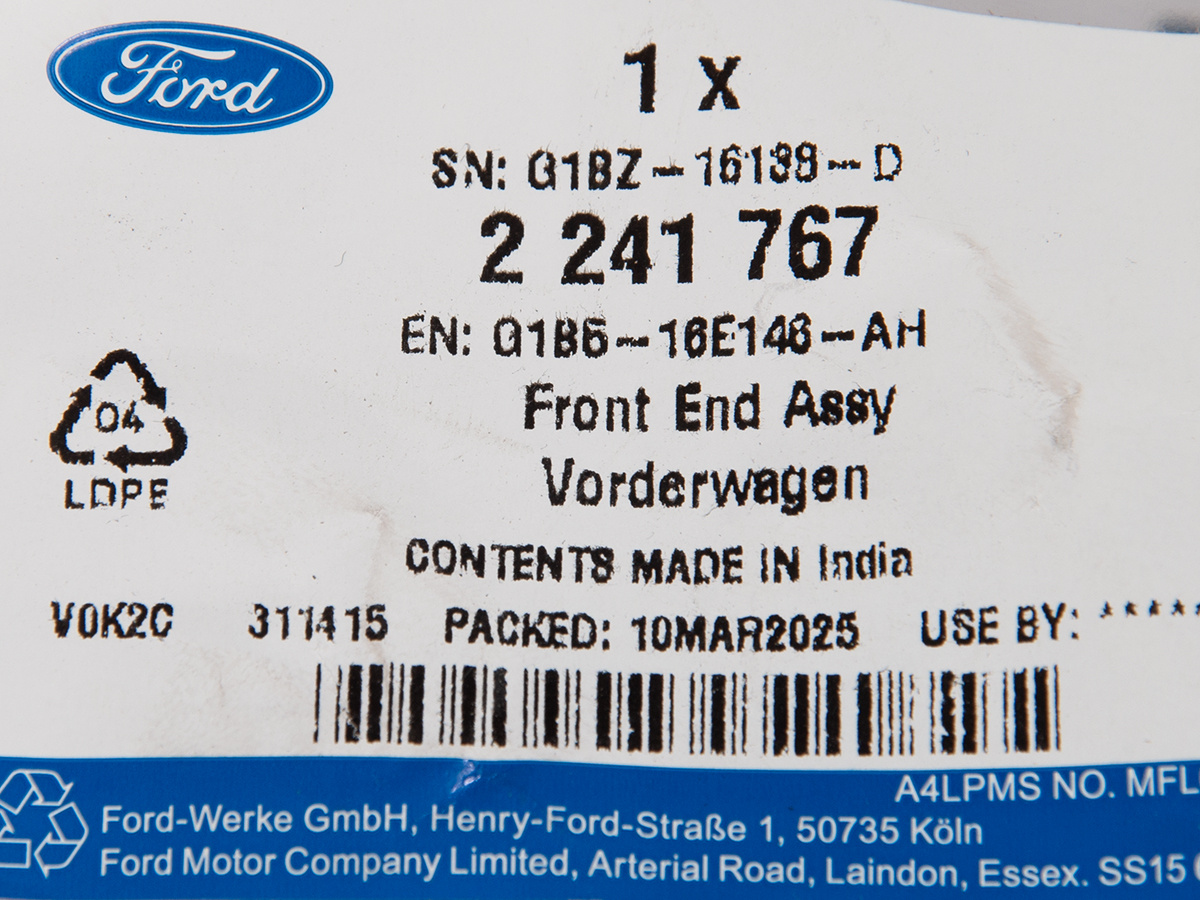 Ford
1 x
SN: G1BZ-16138-D
2 241 767
EN: G1B5-16E146-AH
Front End Assy
Vorderwagen
04
LDPE
CONTENTS MADE IN India
V0K2C 311415 PACKED: 10MAR2025 USE BY: *****
A4LPMS NO. MFL
Ford-Werke GmbH, Henry-Ford-Straße 1, 50735 Köln
Ford Motor Company Limited, Arterial Road, Laindon, Essex. SS15